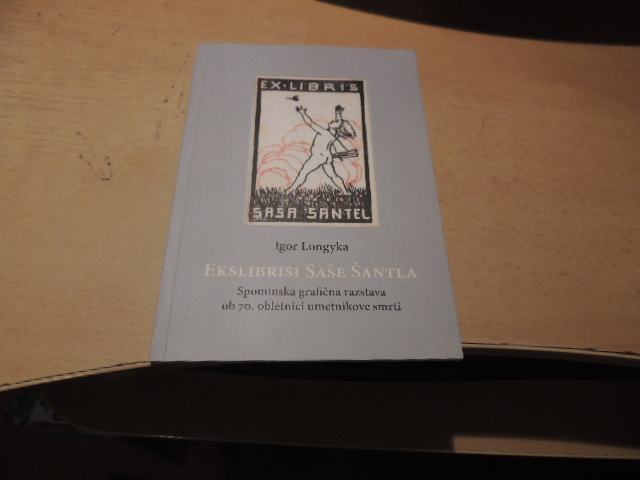 EX·LIBRIS
SAŠA ŠANTEL
Igor Longyka
EKSLIBRISI SAŠE ŠANTLA
Spominska grafična razstava
ob 70. obletnici umetnikove smrti